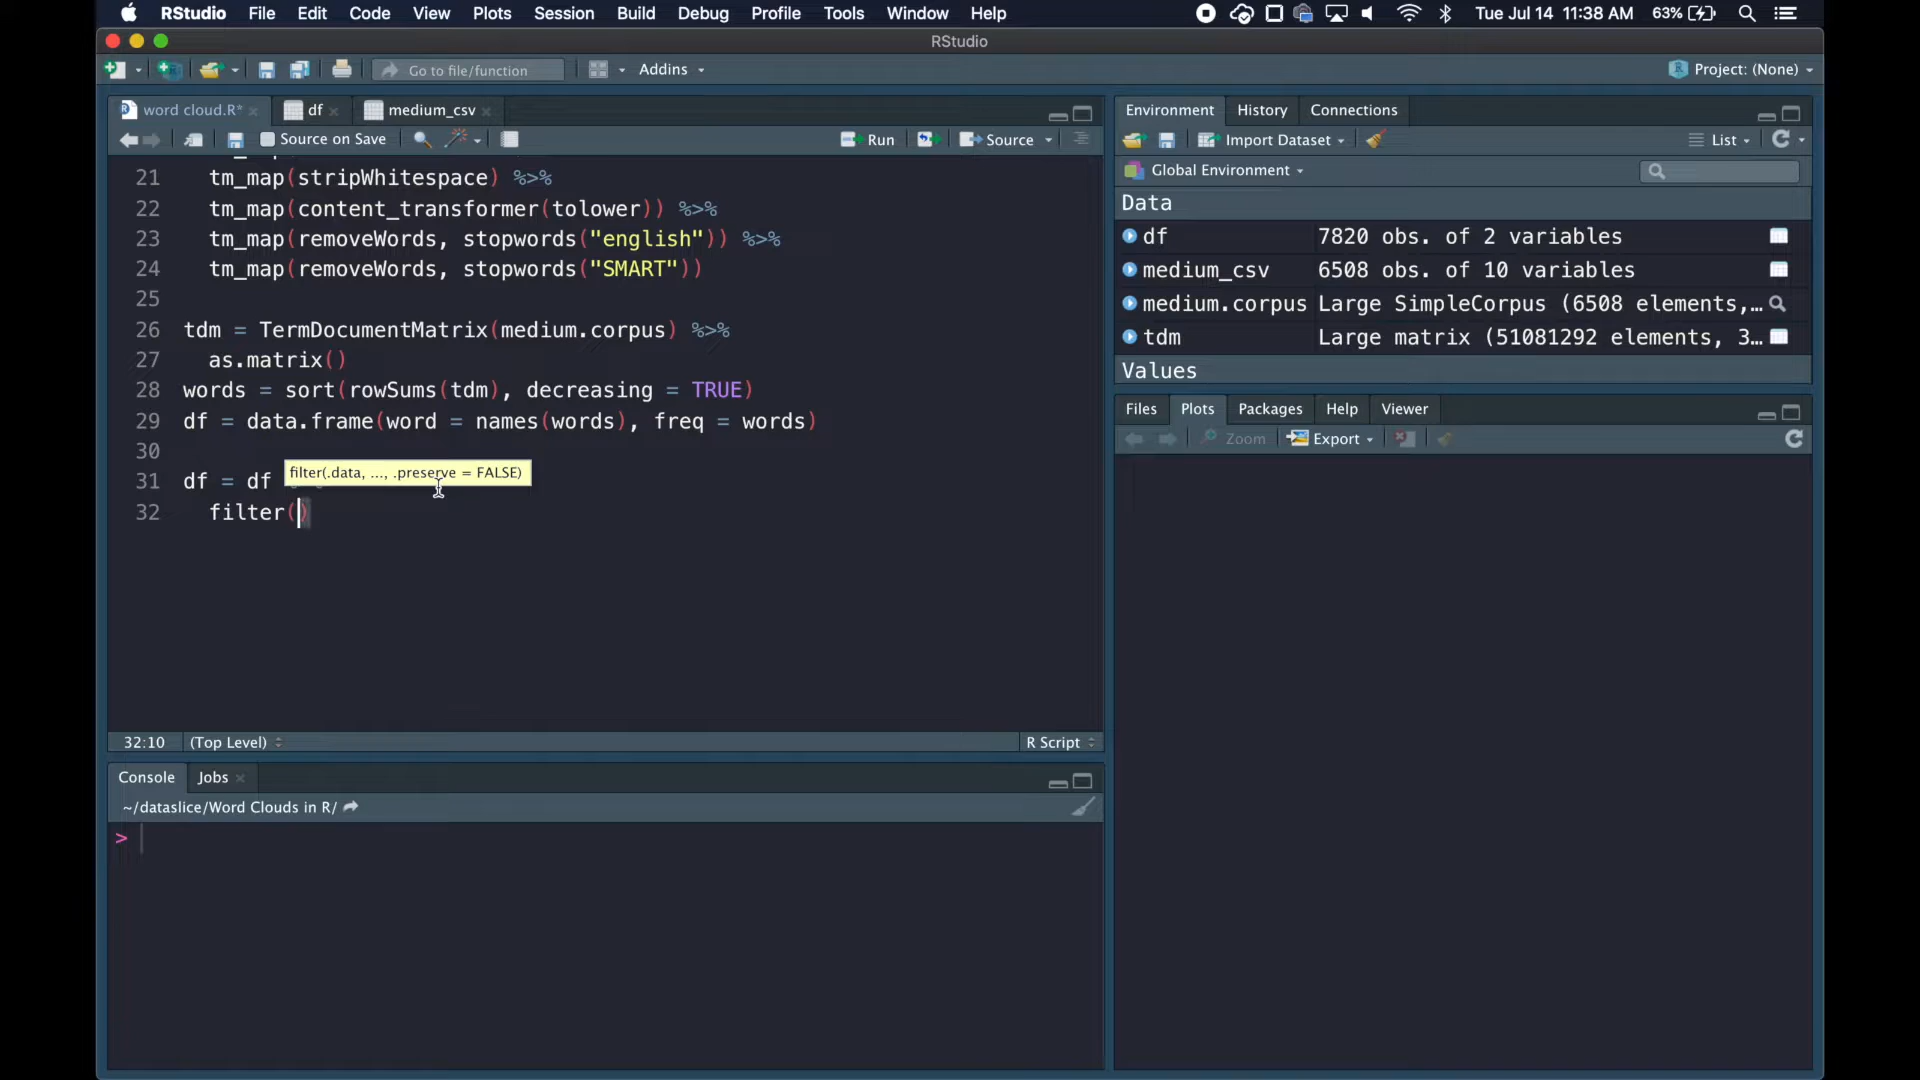 RStudio File Edit Code View Plots Session Build Debug Profile Tools Window Help Tue Jul 14 11:38 AM 63%
RStudio
Go to file/function Addins Project: (None)
word cloud.R* df medium_csv
Source on Save Run Source
21 tm_map(stripWhitespace) %>%
22 tm_map(content_transformer(tolower)) %>%
23 tm_map(removeWords, stopwords("english")) %>%
24 tm_map(removeWords, stopwords("SMART"))
25
26 tdm = TermDocumentMatrix(medium.corpus) %>%
27 as.matrix()
28 words = sort(rowSums(tdm), decreasing = TRUE)
29 df = data.frame(word = names(words), freq = words)
30
filter(.data, ..., .preserve = FALSE)
31 df = df
32 filter()
32:10 (Top Level) R Script
Console Jobs
~/dataslice/Word Clouds in R/
>
Environment History Connections
Import Dataset List
Global Environment
Data
df 7820 obs. of 2 variables
medium_csv 6508 obs. of 10 variables
medium.corpus Large SimpleCorpus (6508 elements,…
tdm Large matrix (51081292 elements, 3…
Values
Files Plots Packages Help Viewer
Zoom Export